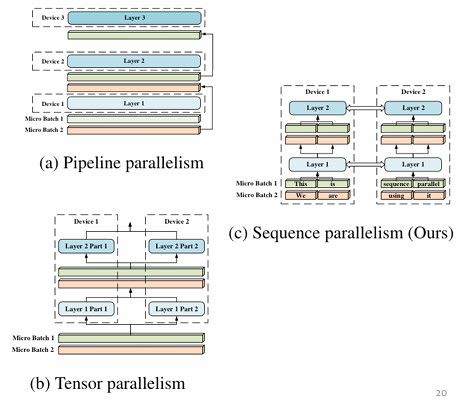 Device 3
Layer 3
Device 2
Layer 2
Device 1
Layer 1
Micro Batch 1
Micro Batch 2
(a) Pipeline parallelism
Device 1
Device 2
Layer 2 Part 1
Layer 2 Part 2
Layer 1 Part 1
Layer 1 Part 2
Micro Batch 1
Micro Batch 2
(b) Tensor parallelism
Device 1
Device 2
Layer 2
Layer 2
Layer 1
Layer 1
Micro Batch 1
This is
sequence parallel
Micro Batch 2
We are
using it
(c) Sequence parallelism (Ours)
20